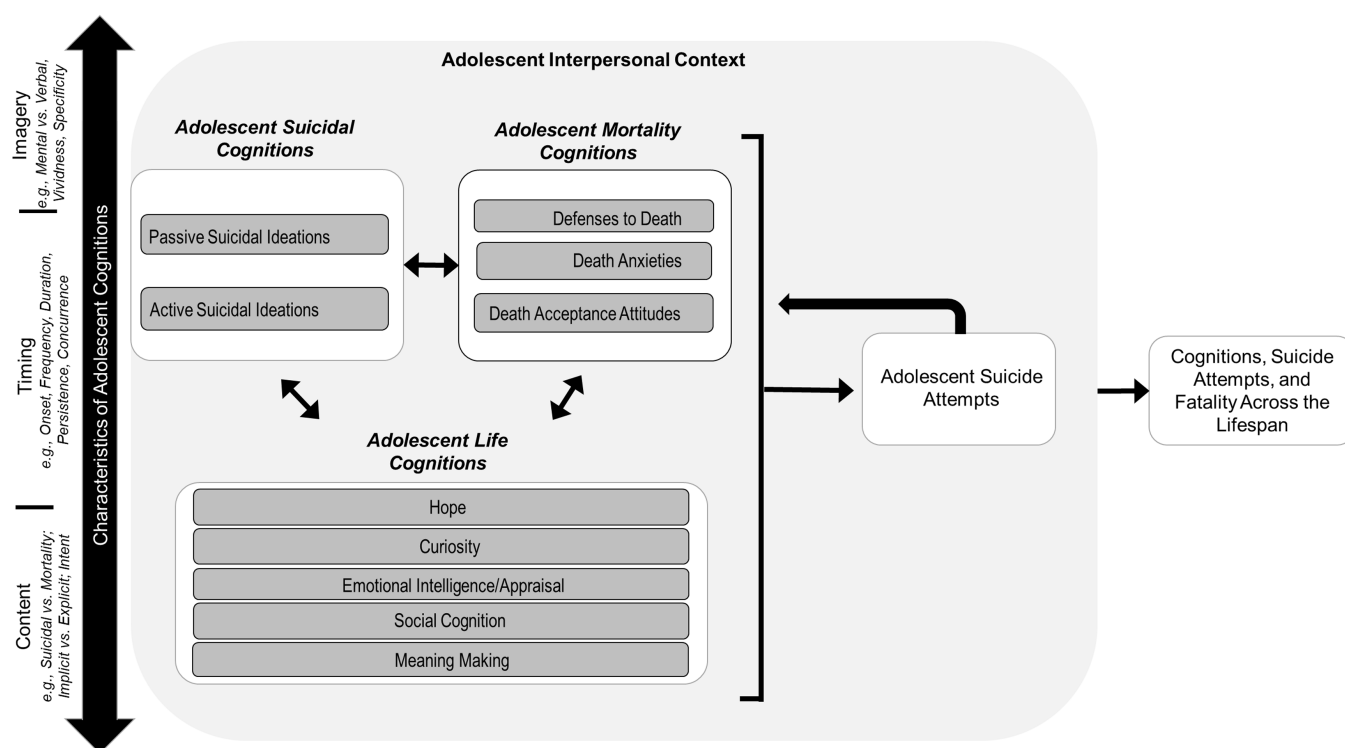 Adolescent Interpersonal Context
Imagery
e.g., Mental vs. Verbal,
Vividness, Specificity
Timing
e.g., Onset, Frequency, Duration,
Persistence, Concurrence
Content
e.g., Suicidal vs. Mortality;
Implicit vs. Explicit; Intent
Characteristics of Adolescent Cognitions
Adolescent Suicidal
Cognitions
Passive Suicidal Ideations
Active Suicidal Ideations
Adolescent Mortality
Cognitions
Defenses to Death
Death Anxieties
Death Acceptance Attitudes
Adolescent Life
Cognitions
Hope
Curiosity
Emotional Intelligence/Appraisal
Social Cognition
Meaning Making
Adolescent Suicide
Attempts
Cognitions, Suicide
Attempts, and
Fatality Across the
Lifespan